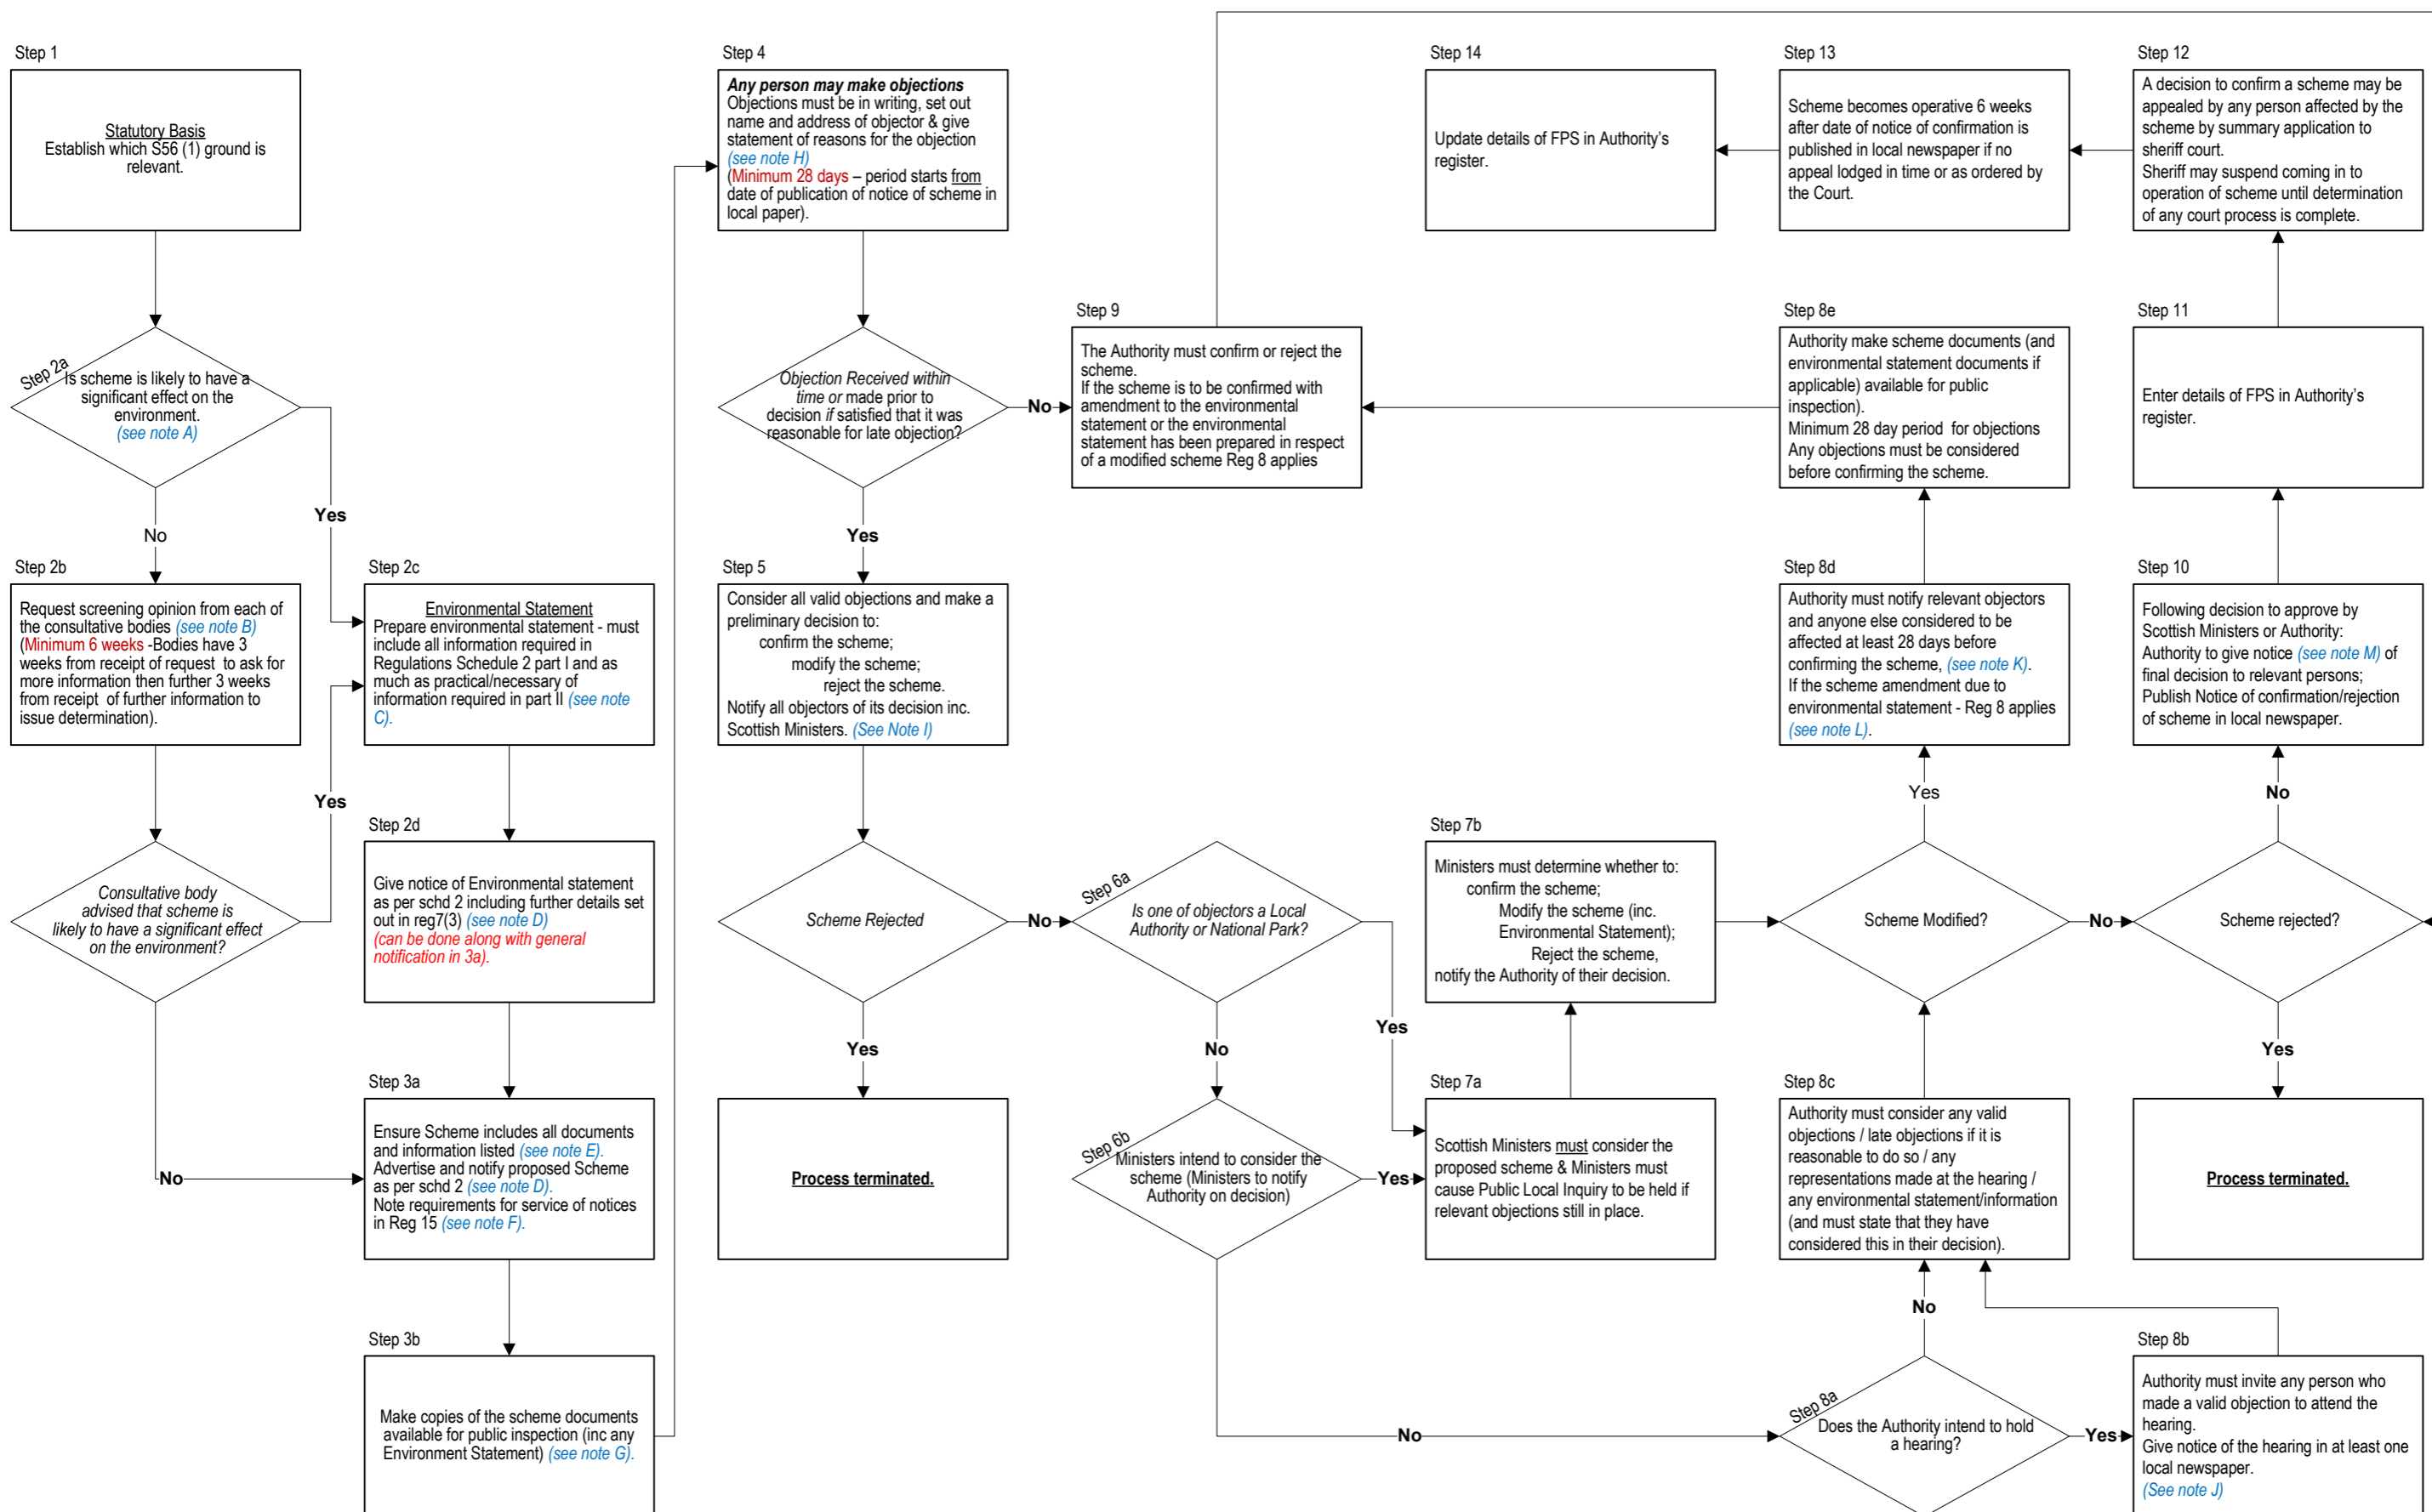 Step 1
Statutory Basis
Establish which S56 (1) ground is
relevant.
Step 2a
Is scheme is likely to have a
significant effect on the
environment.
(see note A)
Yes
No
Step 2b
Request screening opinion from each of
the consultative bodies (see note B)
(Minimum 6 weeks -Bodies have 3
weeks from receipt of request to ask for
more information then further 3 weeks
from receipt of further information to
issue determination).
Yes
Consultative body
advised that scheme is
likely to have a significant effect
on the environment?
No
Step 2c
Environmental Statement
Prepare environmental statement - must
include all information required in
Regulations Schedule 2 part I and as
much as practical/necessary of
information required in part II (see note
C).
Step 2d
Give notice of Environmental statement
as per schd 2 including further details set
out in reg7(3) (see note D)
(can be done along with general
notification in 3a).
Step 3a
Ensure Scheme includes all documents
and information listed (see note E).
Advertise and notify proposed Scheme
as per schd 2 (see note D).
Note requirements for service of notices
in Reg 15 (see note F).
Step 3b
Make copies of the scheme documents
available for public inspection (inc any
Environment Statement) (see note G).
Step 4
Any person may make objections
Objections must be in writing, set out
name and address of objector & give
statement of reasons for the objection
(see note H)
(Minimum 28 days – period starts from
date of publication of notice of scheme in
local paper).
Objection Received within
time or made prior to
decision if satisfied that it was
reasonable for late objection?
No
Yes
Step 5
Consider all valid objections and make a
preliminary decision to:
confirm the scheme;
modify the scheme;
reject the scheme.
Notify all objectors of its decision inc.
Scottish Ministers. (See Note I)
Scheme Rejected
No
Yes
Process terminated.
Step 6a
Is one of objectors a Local
Authority or National Park?
Yes
No
Step 6b
Ministers intend to consider the
scheme (Ministers to notify
Authority on decision)
Yes
No
Step 7a
Scottish Ministers must consider the
proposed scheme & Ministers must
cause Public Local Inquiry to be held if
relevant objections still in place.
Step 7b
Ministers must determine whether to:
confirm the scheme;
Modify the scheme (inc.
Environmental Statement);
Reject the scheme,
notify the Authority of their decision.
Step 8a
Does the Authority intend to hold
a hearing?
Yes
No
Step 8b
Authority must invite any person who
made a valid objection to attend the
hearing.
Give notice of the hearing in at least one
local newspaper.
(See note J)
Step 8c
Authority must consider any valid
objections / late objections if it is
reasonable to do so / any
representations made at the hearing /
any environmental statement/information
(and must state that they have
considered this in their decision).
Scheme Modified?
Yes
No
Step 8d
Authority must notify relevant objectors
and anyone else considered to be
affected at least 28 days before
confirming the scheme, (see note K).
If the scheme amendment due to
environmental statement - Reg 8 applies
(see note L).
Step 8e
Authority make scheme documents (and
environmental statement documents if
applicable) available for public
inspection).
Minimum 28 day period for objections
Any objections must be considered
before confirming the scheme.
Step 9
The Authority must confirm or reject the
scheme.
If the scheme is to be confirmed with
amendment to the environmental
statement or the environmental
statement has been prepared in respect
of a modified scheme Reg 8 applies
Scheme rejected?
No
Yes
Process terminated.
Step 10
Following decision to approve by
Scottish Ministers or Authority:
Authority to give notice (see note M) of
final decision to relevant persons;
Publish Notice of confirmation/rejection
of scheme in local newspaper.
Step 11
Enter details of FPS in Authority's
register.
Step 12
A decision to confirm a scheme may be
appealed by any person affected by the
scheme by summary application to
sheriff court.
Sheriff may suspend coming in to
operation of scheme until determination
of any court process is complete.
Step 13
Scheme becomes operative 6 weeks
after date of notice of confirmation is
published in local newspaper if no
appeal lodged in time or as ordered by
the Court.
Step 14
Update details of FPS in Authority's
register.